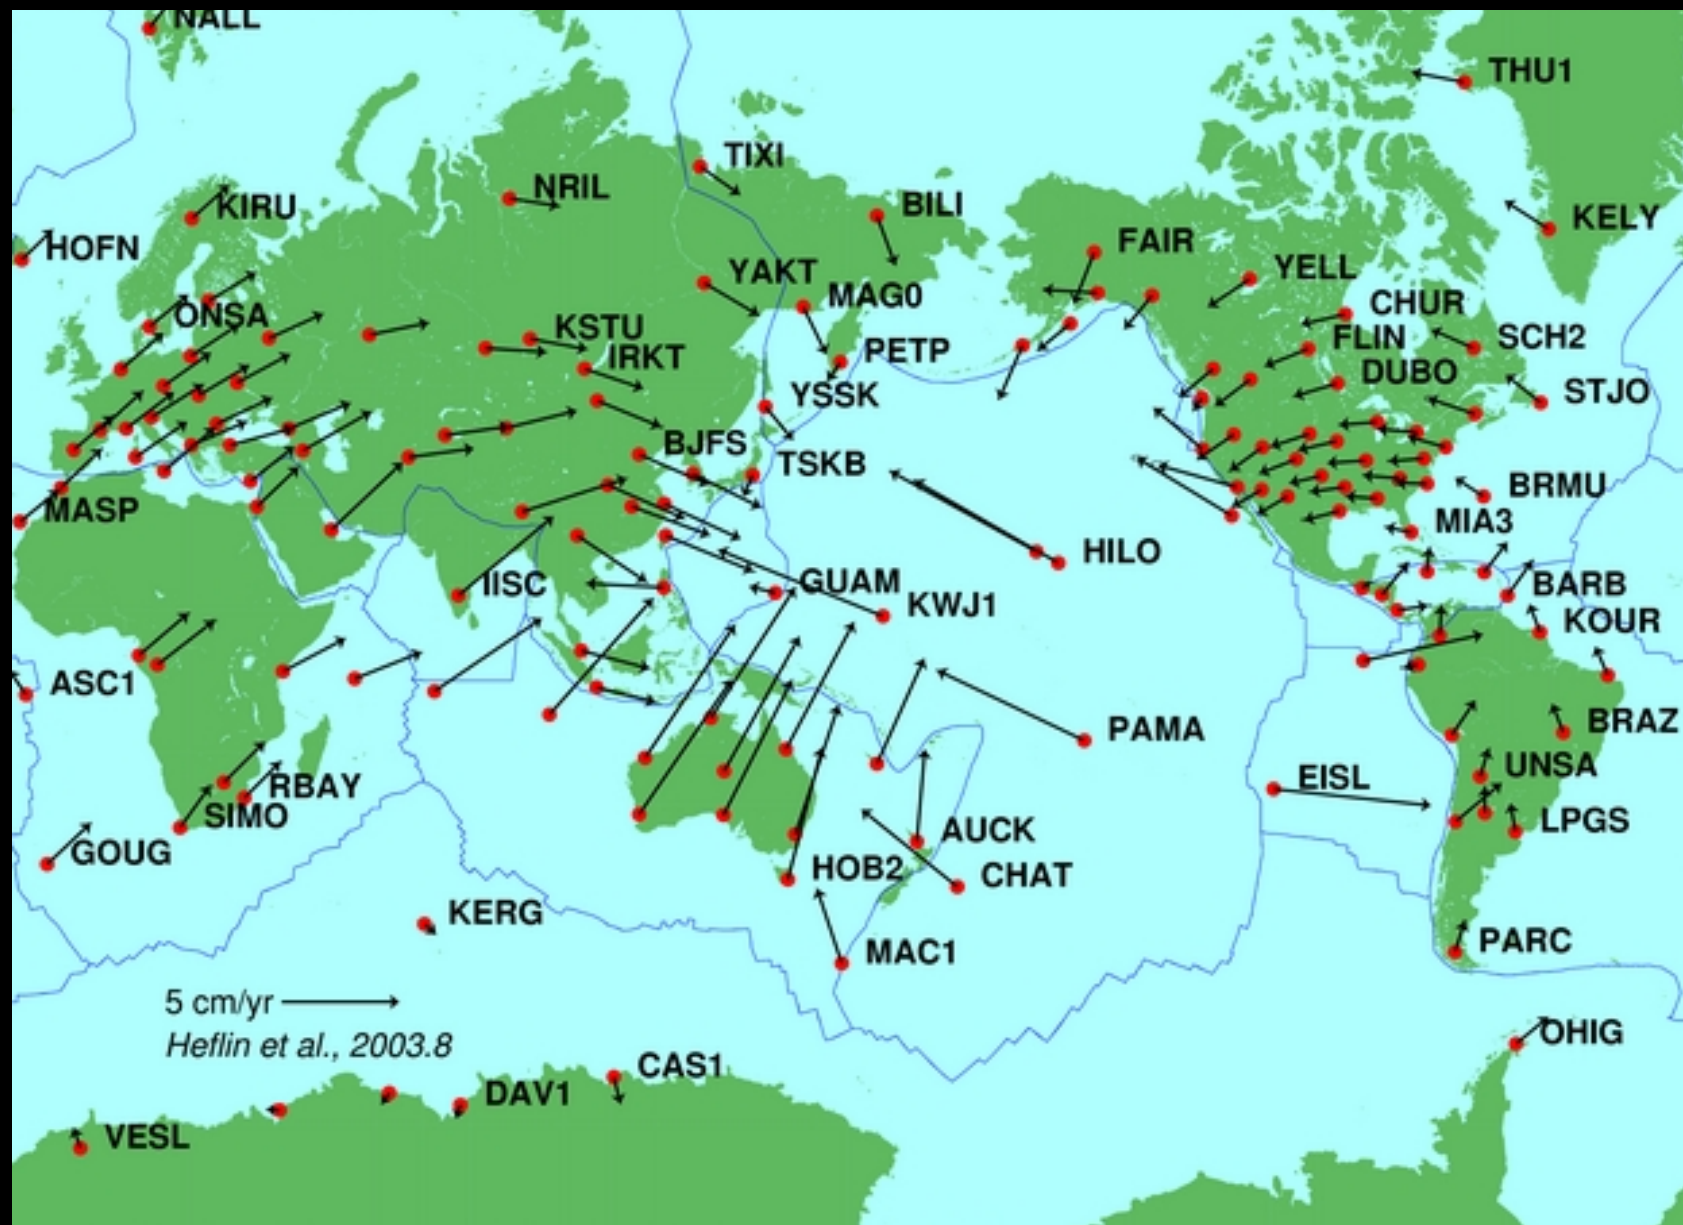 NALL
THU1
TIXI
NRIL
KIRU
BILI
KELY
HOFN
FAIR
YAKT
YELL
MAG0
CHUR
ONSA
KSTU
FLIN
SCH2
IRKT
PETP
DUBO
YSSK
STJO
BJFS
TSKB
BRMU
MASP
MIA3
HILO
IISC
GUAM
BARB
KWJ1
KOUR
ASC1
BRAZ
PAMA
UNSA
EISL
RBAY
SIMO
LPGS
AUCK
GOUG
HOB2
CHAT
KERG
PARC
MAC1
5 cm/yr
OHIG
Heflin et al., 2003.8
CAS1
DAV1
VESL